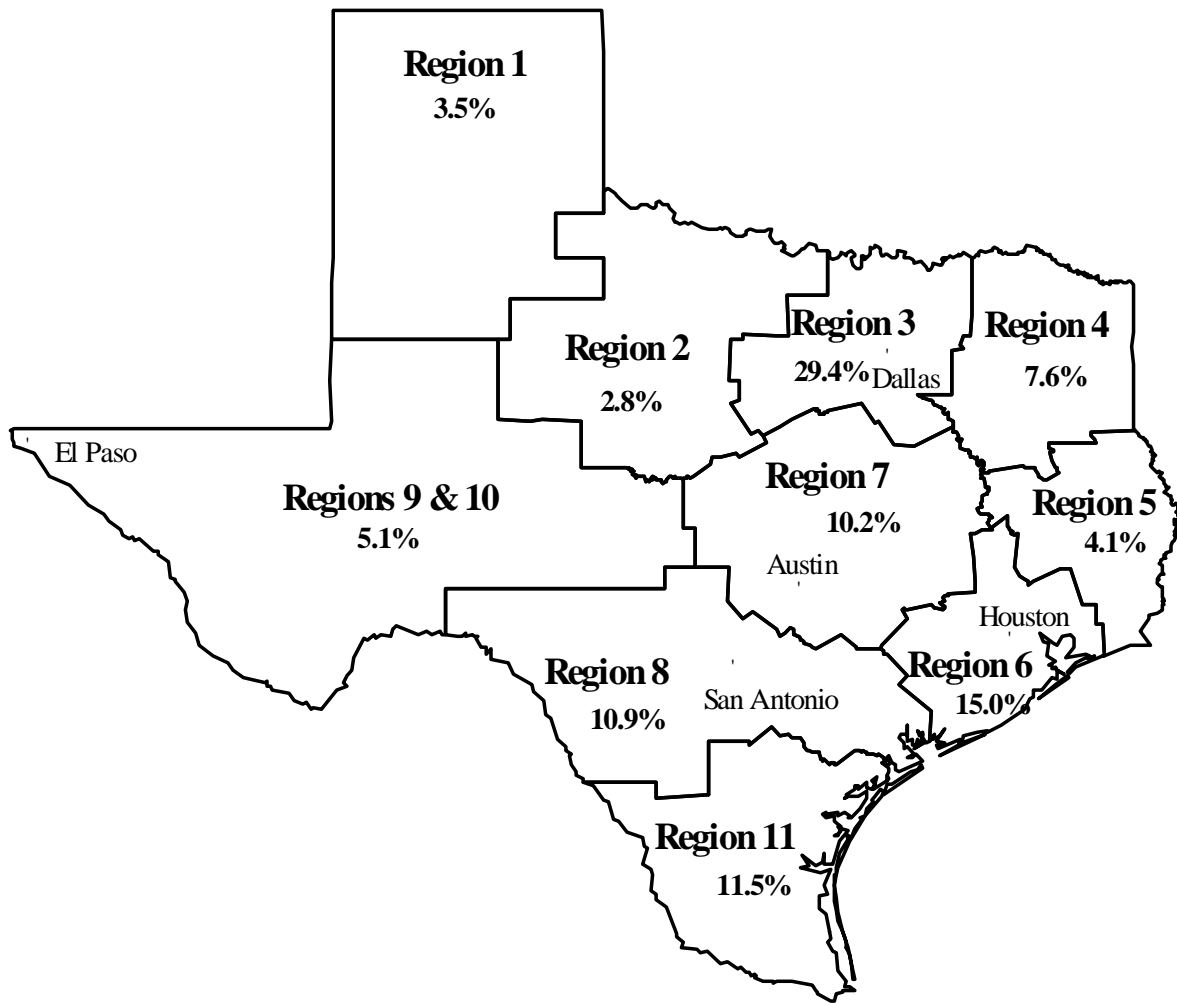 Region 1
3.5%
Region 3
29.4%
Dallas
Region 4
7.6%
Region 2
2.8%
El Paso
Regions 9 & 10
5.1%
Region 7
10.2%
Austin
Region 5
4.1%
Houston
Region 6
15.0%
Region 8
10.9%
San Antonio
Region 11
11.5%